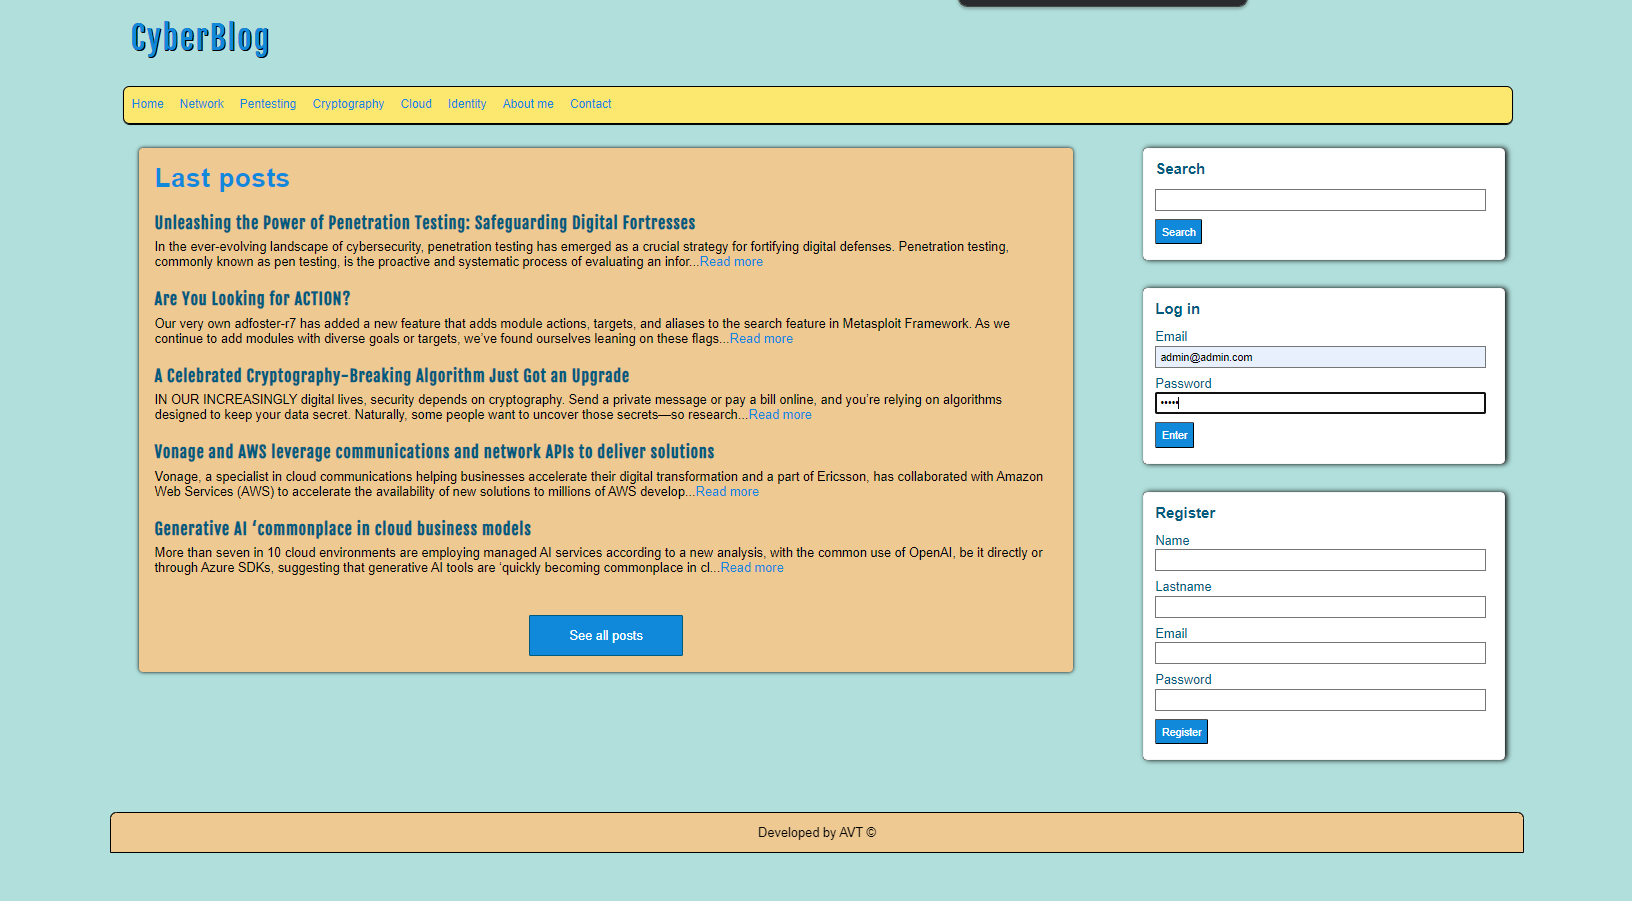 CyberBlog
Home Network Pentesting Cryptography Cloud Identity About me Contact
Last posts
Unleashing the Power of Penetration Testing: Safeguarding Digital Fortresses
In the ever-evolving landscape of cybersecurity, penetration testing has emerged as a crucial strategy for fortifying digital defenses. Penetration testing,
commonly known as pen testing, is the proactive and systematic process of evaluating an infor...Read more
Are You Looking for ACTION?
Our very own adfoster-r7 has added a new feature that adds module actions, targets, and aliases to the search feature in Metasploit Framework. As we
continue to add modules with diverse goals or targets, we’ve found ourselves leaning on these flags...Read more
A Celebrated Cryptography-Breaking Algorithm Just Got an Upgrade
IN OUR INCREASINGLY digital lives, security depends on cryptography. Send a private message or pay a bill online, and you’re relying on algorithms
designed to keep your data secret. Naturally, some people want to uncover those secrets—so research...Read more
Vonage and AWS leverage communications and network APIs to deliver solutions
Vonage, a specialist in cloud communications helping businesses accelerate their digital transformation and a part of Ericsson, has collaborated with Amazon
Web Services (AWS) to accelerate the availability of new solutions to millions of AWS develop...Read more
Generative AI ‘commonplace in cloud business models
More than seven in 10 cloud environments are employing managed AI services according to a new analysis, with the common use of OpenAI, be it directly or
through Azure SDKs, suggesting that generative AI tools are ‘quickly becoming commonplace in cl...Read more
See all posts
Search
Search
Log in
Email
admin@admin.com
Password
•••••
Enter
Register
Name
Lastname
Email
Password
Register
Developed by AVT ©